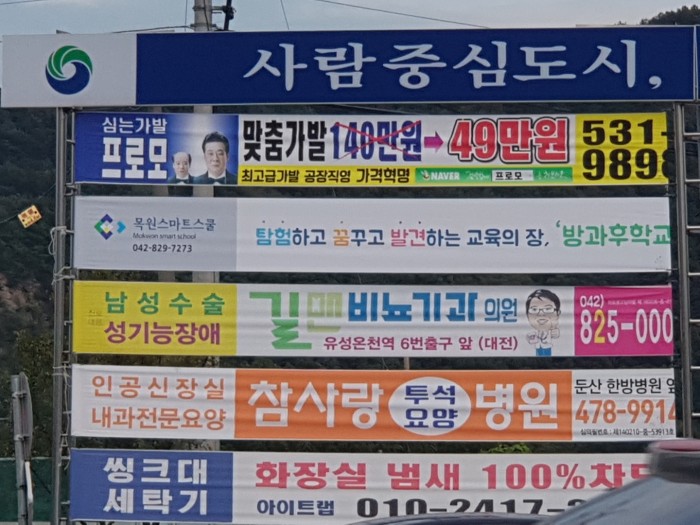 사람중심도시,
심는가발
프로모
맞춤가발 140만원 → 49만원
최고급가발 공장직영 가격혁명
NAVER
프로모
531-
9898
목원스마트스쿨
Mokwon smart school
042-829-7273
탐험하고 꿈꾸고 발견하는 교육의 장, '방과후학교
남성수술
성기능장애
길맨비뇨기과의원
유성온천역 6번출구 앞 (대전)
042)
825-000
인공신장실
내과전문요양
참사랑 투석 요양 병원
둔산 한방병원 옆
478-9914
씽크대
세탁기
화장실 냄새 100%차단
아이트랩 010-2417-